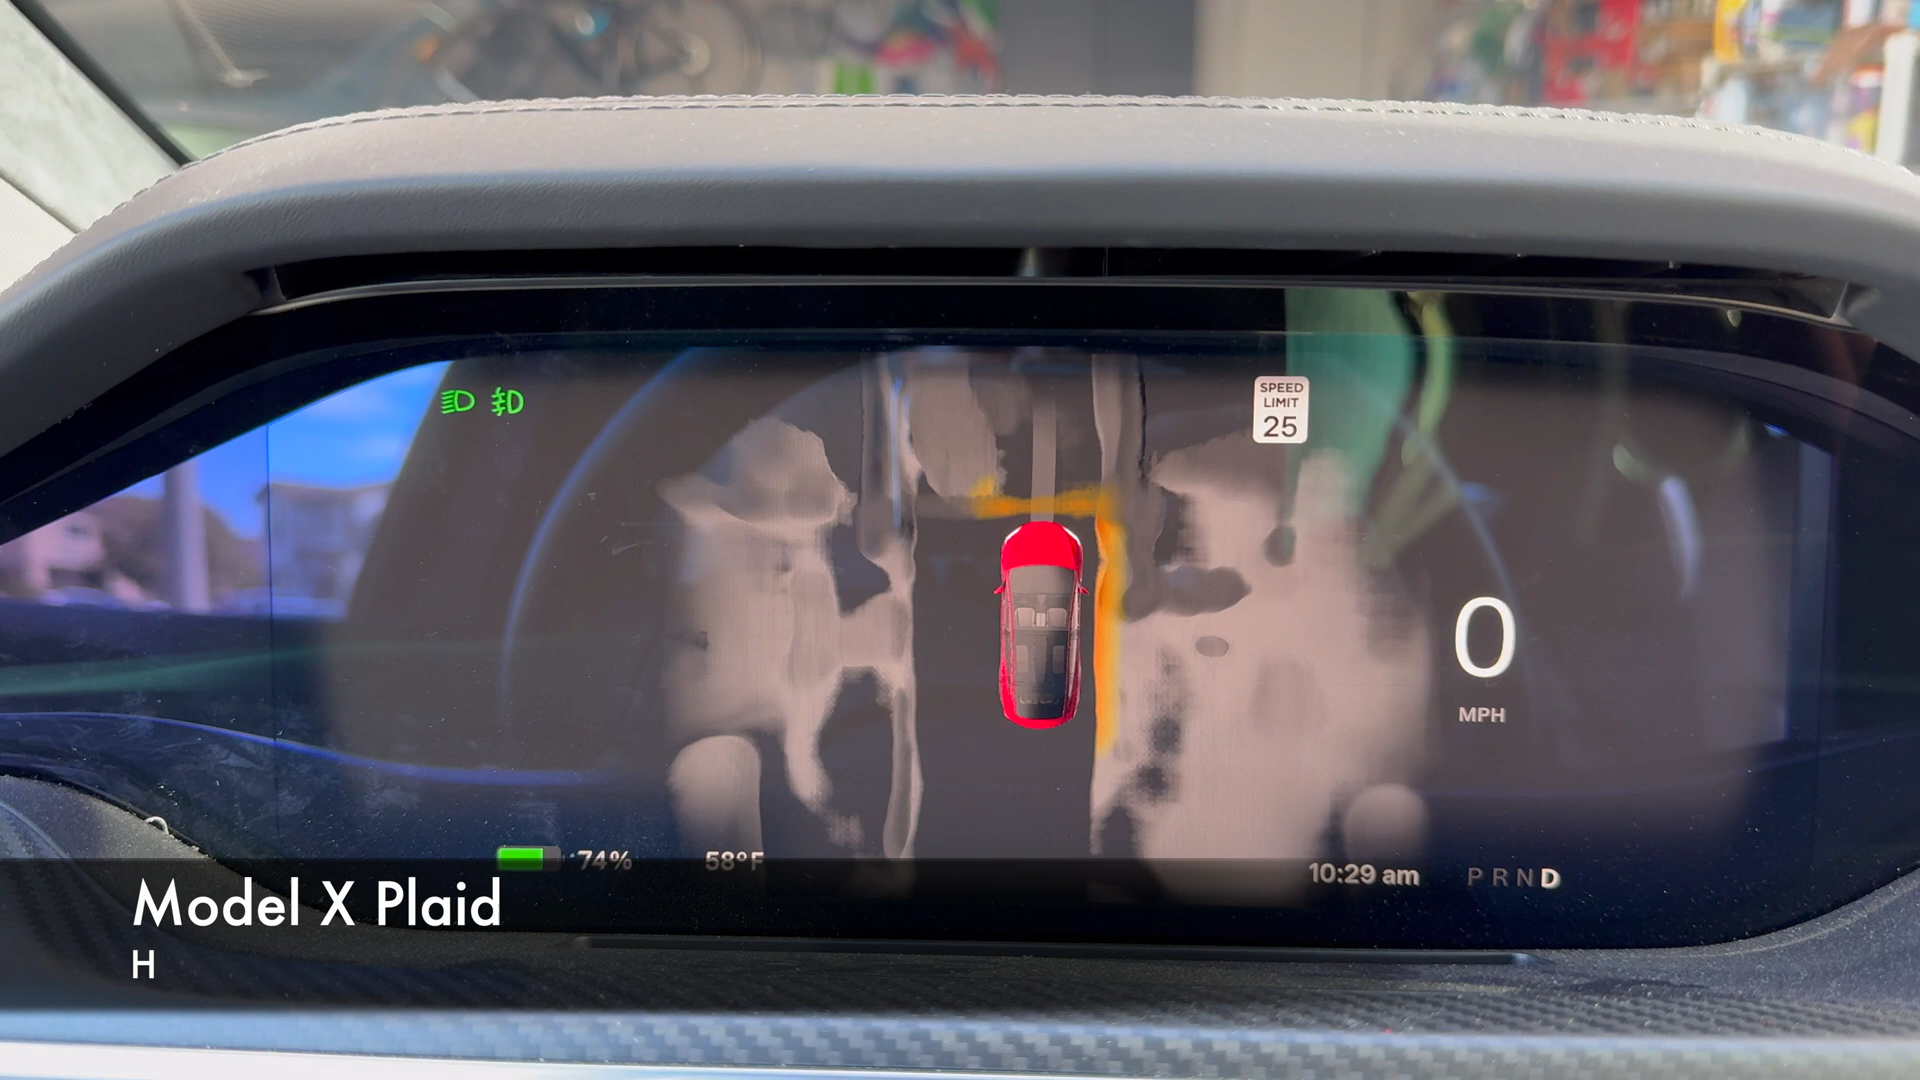 SPEED
LIMIT
25
0
MPH
74%
58°F
10:29 am
P R N D
Model X Plaid
H